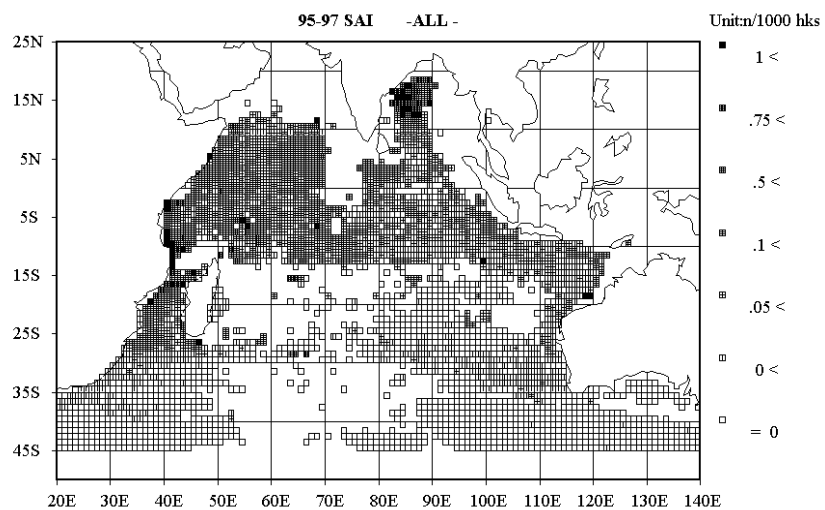 95-97 SAI -ALL - Unit:n/1000 hks
25N
15N
5N
5S
15S
25S
35S
45S
20E 30E 40E 50E 60E 70E 80E 90E 100E 110E 120E 130E 140E
1 <
.75 <
.5 <
.1 <
.05 <
0 <
= 0